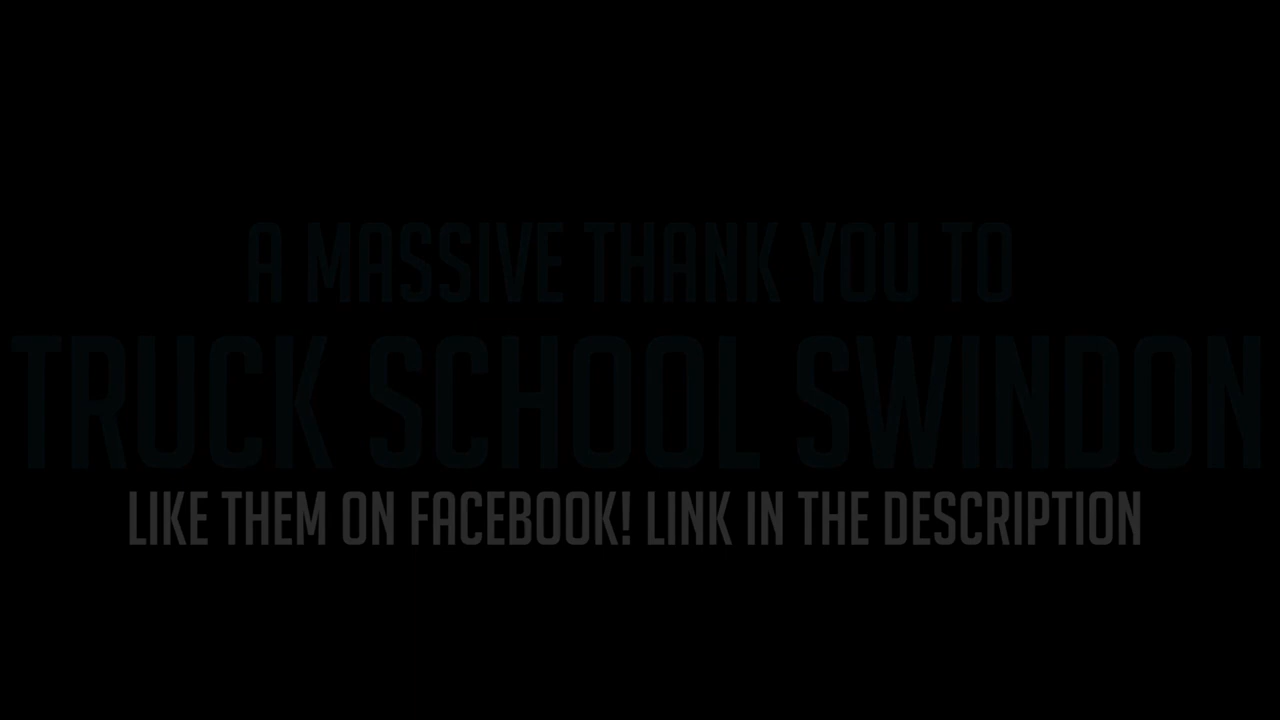 A MASSIVE THANK YOU TO
TRUCK SCHOOL SWINDON
LIKE THEM ON FACEBOOK! LINK IN THE DESCRIPTION